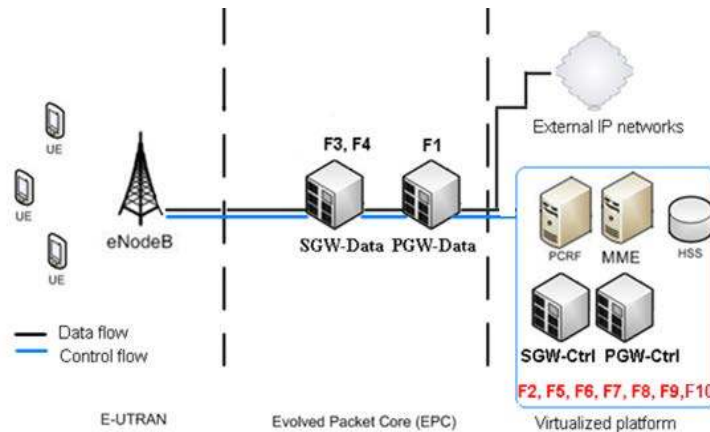 F3, F4
F1
External IP networks
UE
UE
UE
eNodeB
SGW-Data
PGW-Data
PCRF
MME
HSS
SGW-Ctrl
PGW-Ctrl
F2, F5, F6, F7, F8, F9,F10
Data flow
Control flow
E-UTRAN
Evolved Packet Core (EPC)
Virtualized platform